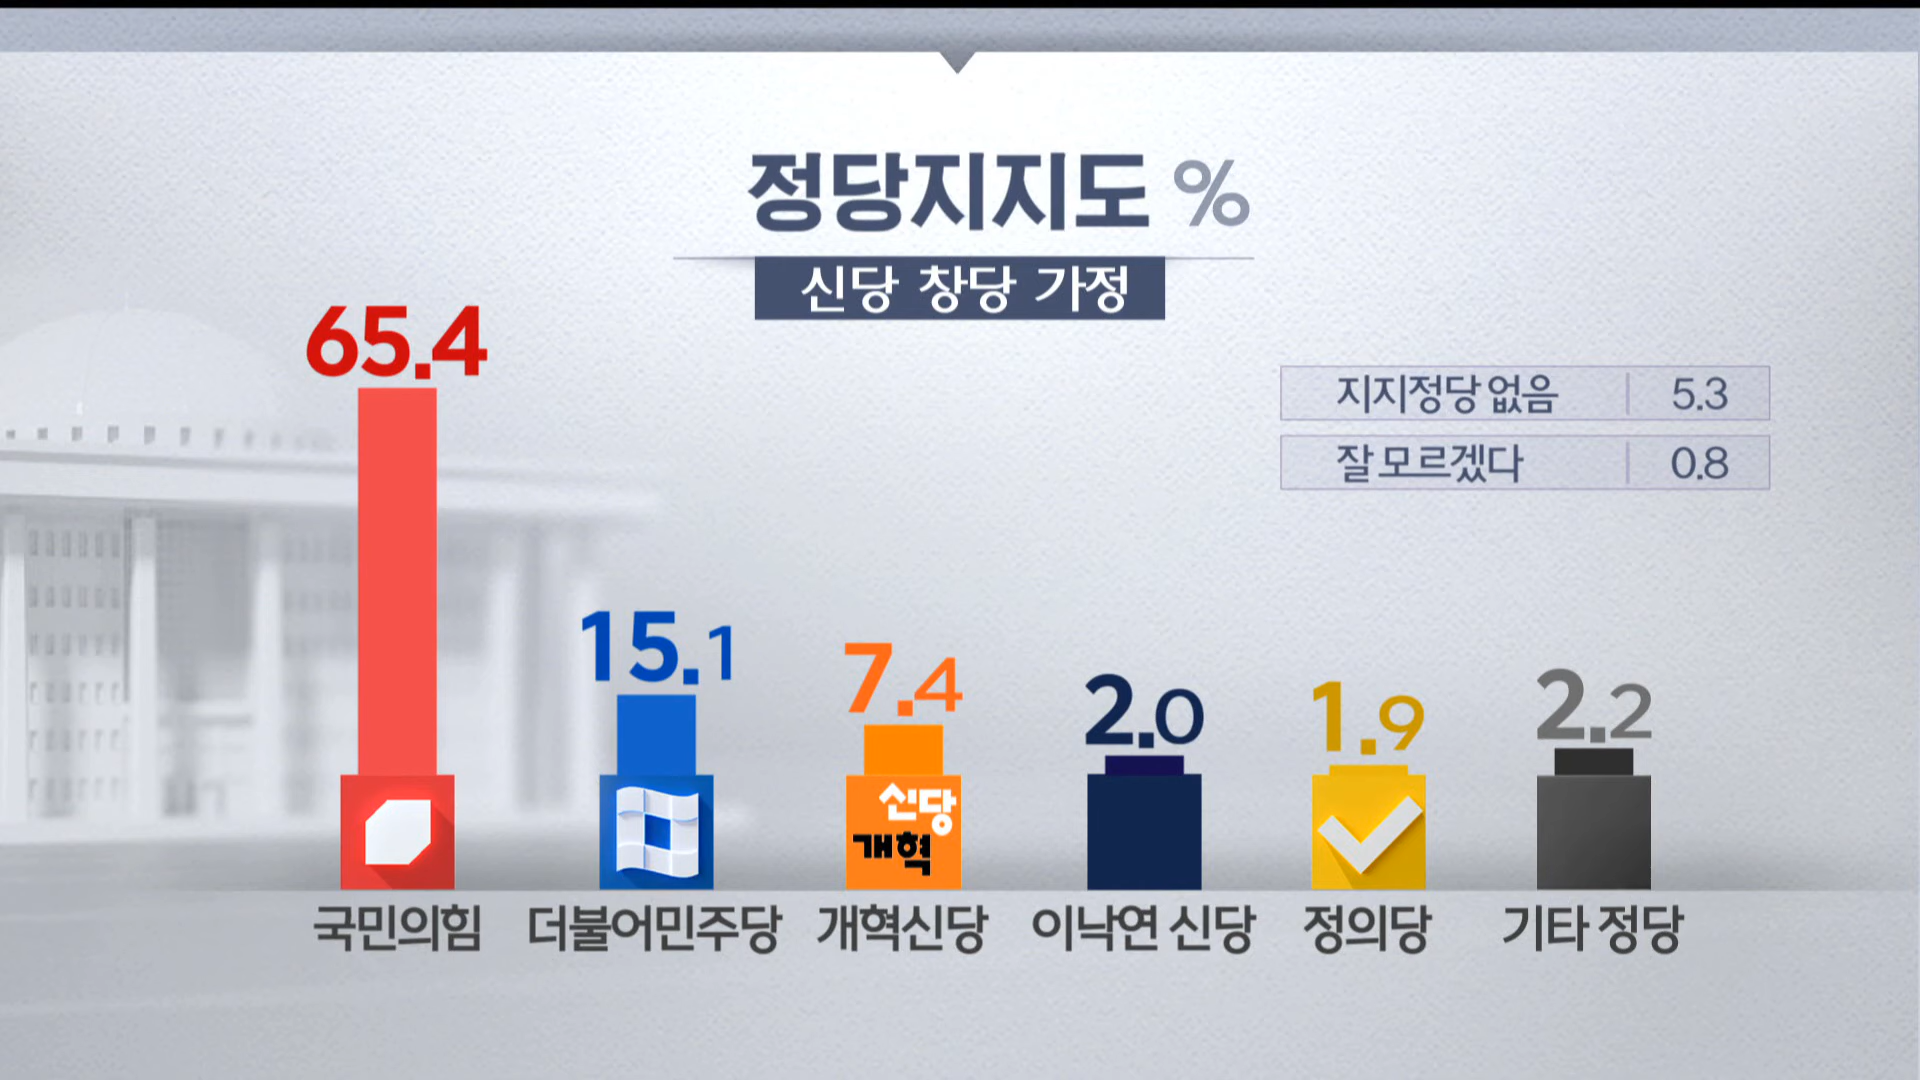 정당지지도 %
신당 창당 가정
지지정당 없음 5.3
잘 모르겠다 0.8
65.4
15.1
7.4
2.0
1.9
2.2
신당
개혁
국민의힘
더불어민주당
개혁신당
이낙연 신당
정의당
기타 정당